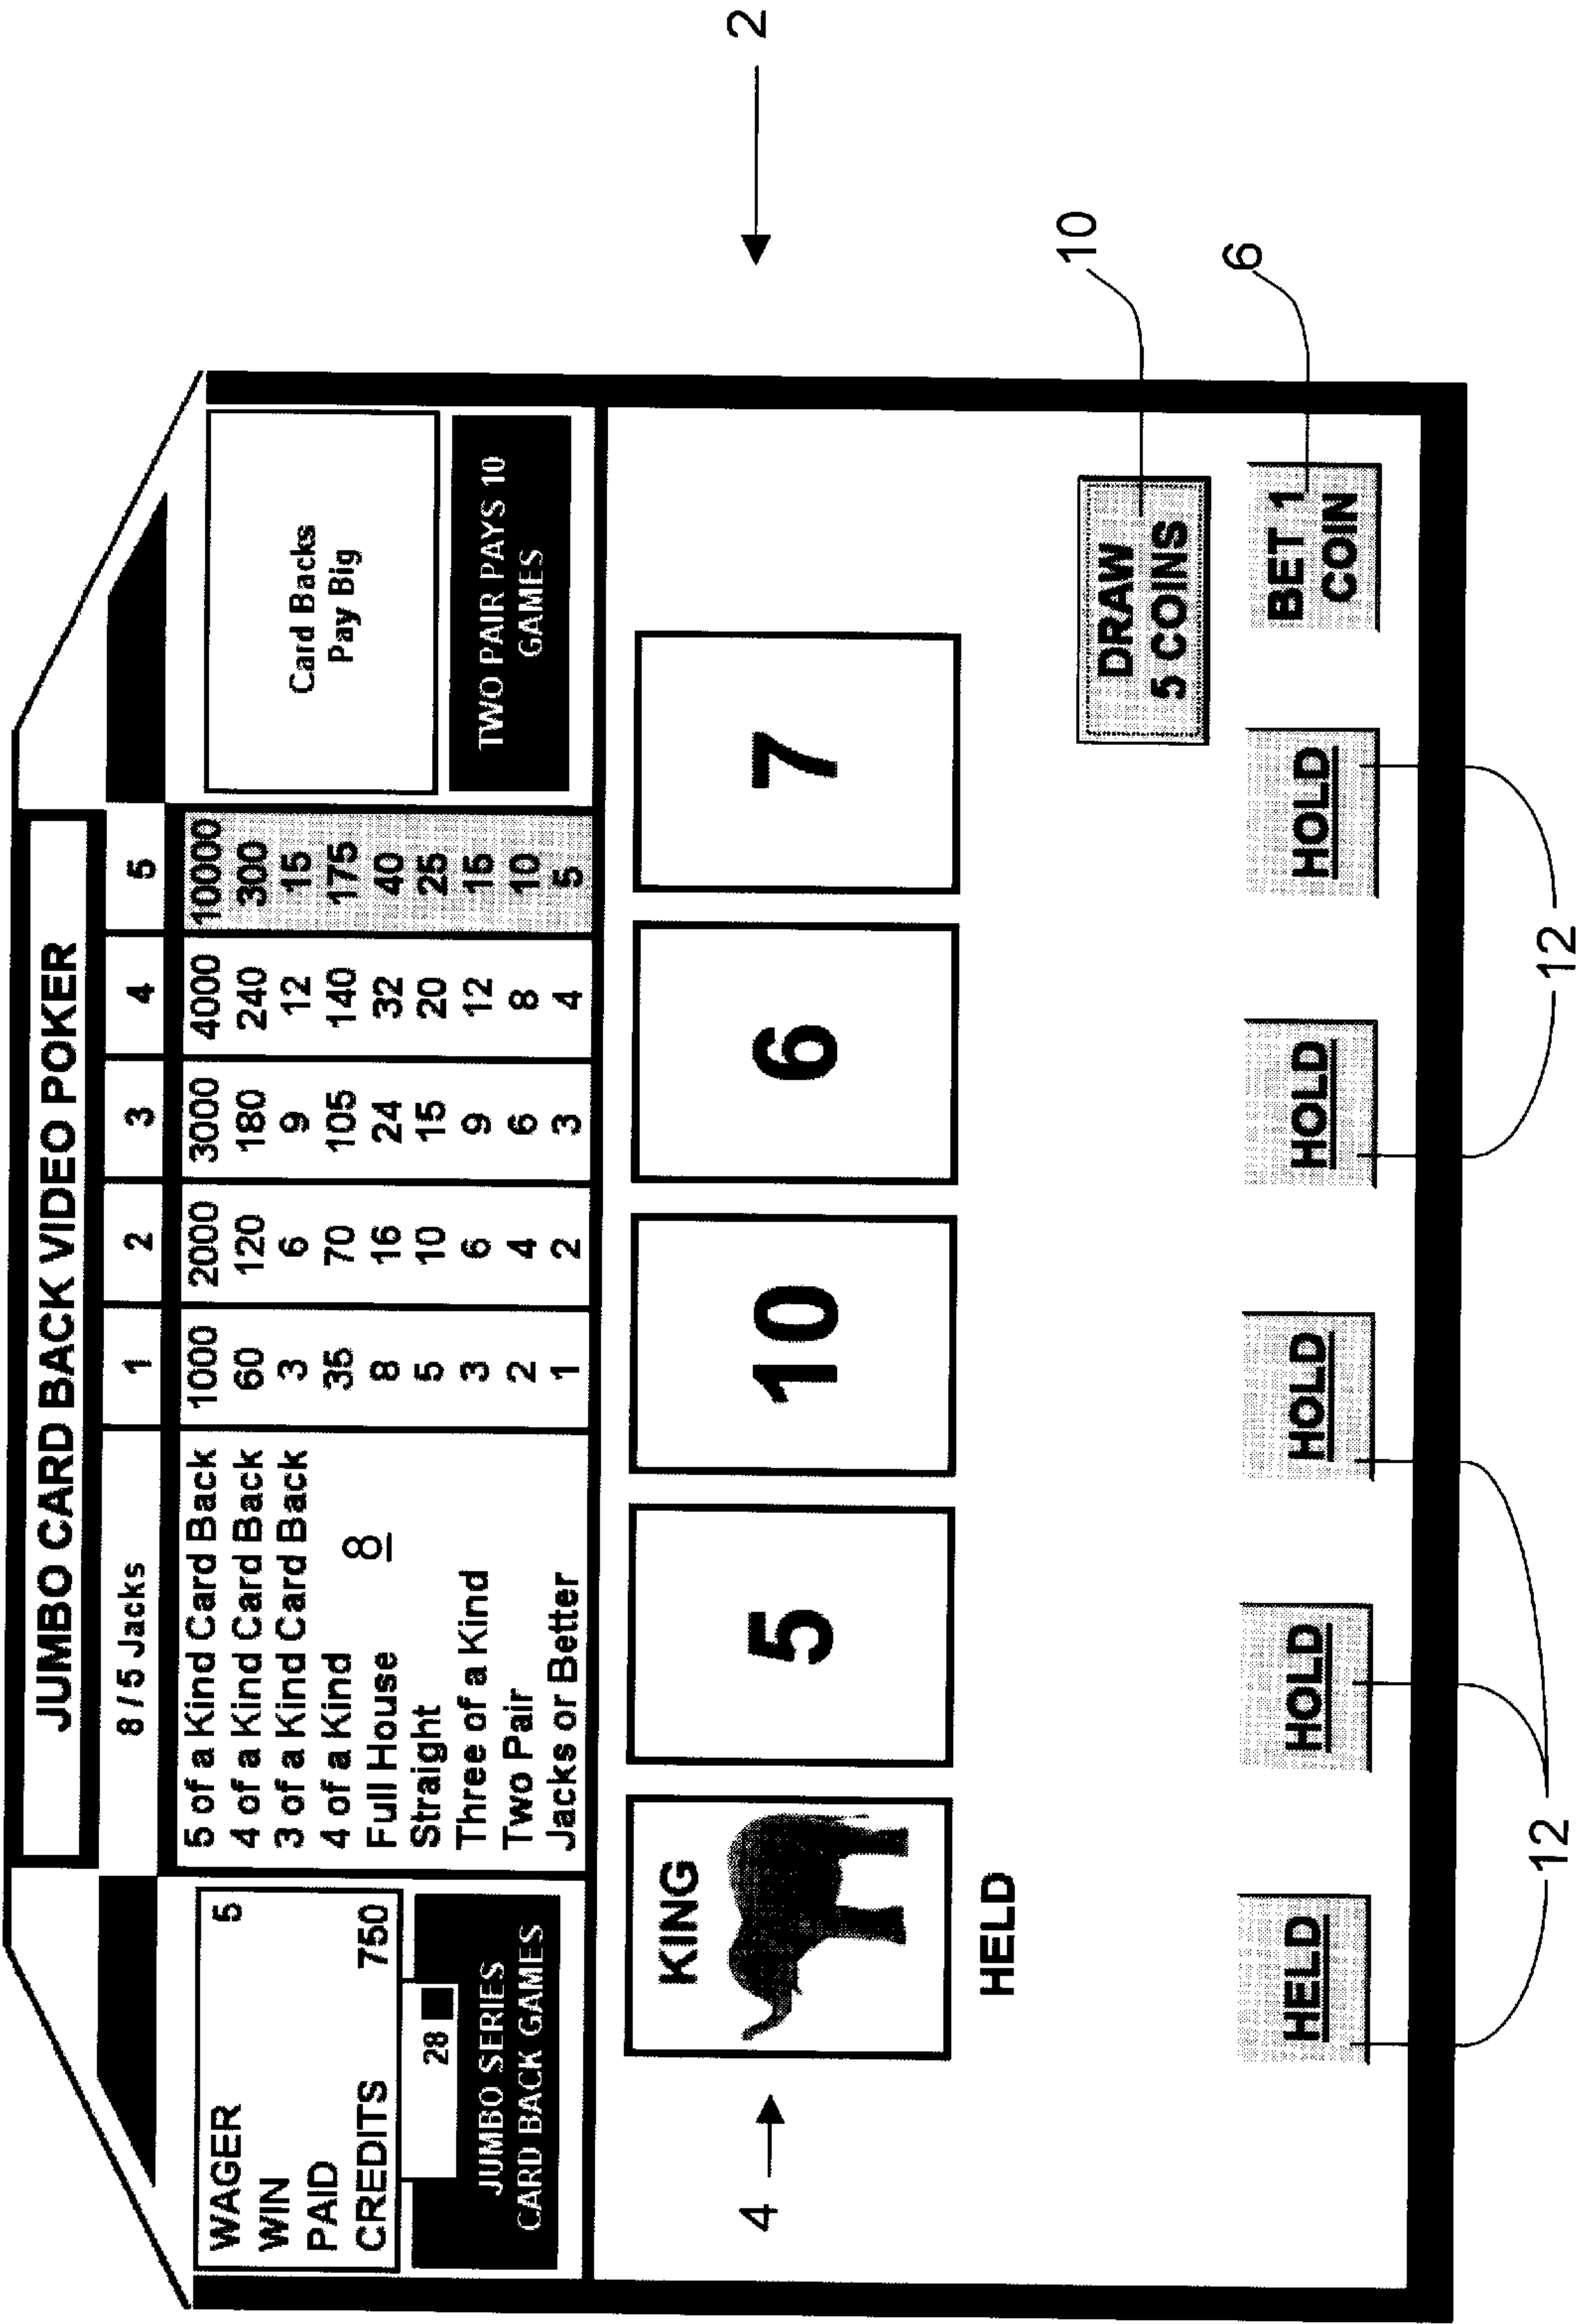 JUMBO CARD BACK VIDEO POKER
8 / 5 Jacks 1 2 3 4 5
WAGER 5
WIN
PAID
CREDITS 750
28
JUMBO SERIES
CARD BACK GAMES
5 of a Kind Card Back 1000 2000 3000 4000 10000
4 of a Kind Card Back 60 120 180 240 300
3 of a Kind Card Back 3 6 9 12 15
4 of a Kind 35 70 105 140 175
Full House 8 16 24 32 40
8
Straight 5 10 15 20 25
Three of a Kind 3 6 9 12 15
Two Pair 2 4 6 8 10
Jacks or Better 1 2 3 4 5
Card Backs
Pay Big
TWO PAIR PAYS 10
GAMES
2
4
KING 5 10 6 7
HELD
DRAW
5 COINS
10
HELD HOLD HOLD HOLD HOLD
BET 1
COIN
6
12 12